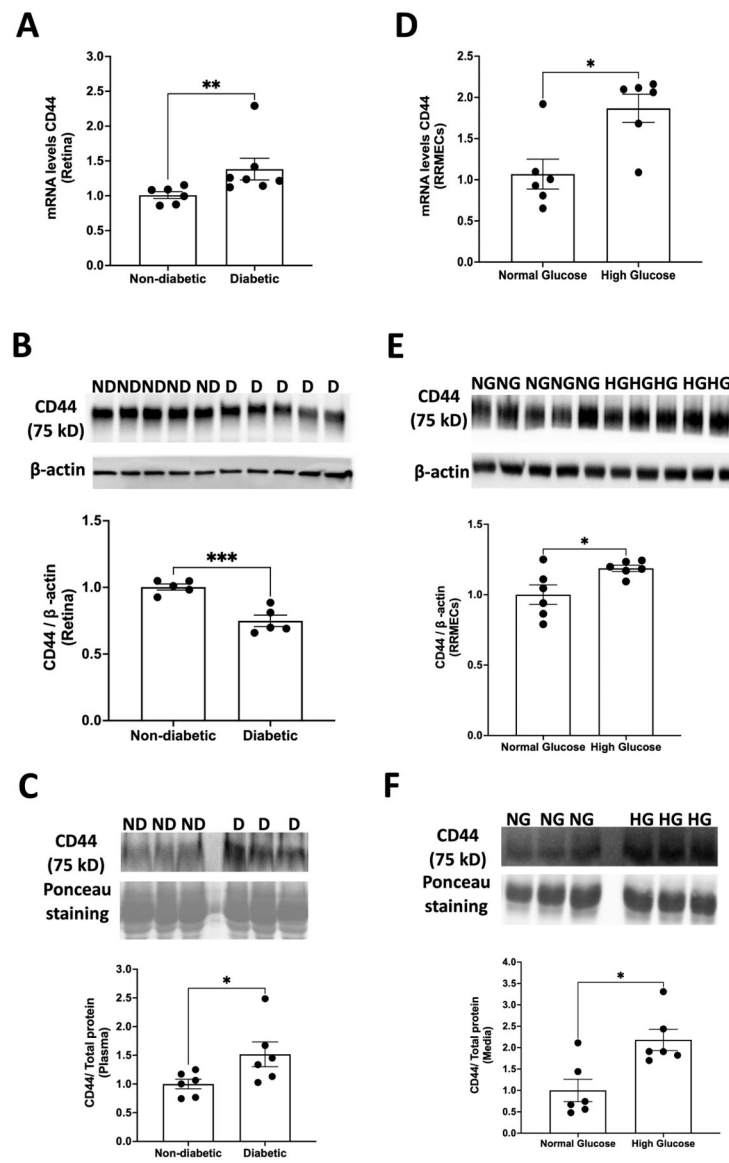 A
mRNA levels CD44
(Retina)
3.0
2.5
2.0
1.5
1.0
0.5
0.0
**
Non-diabetic Diabetic
D
mRNA levels CD44
(RRMECs)
2.5
2.0
1.5
1.0
0.5
0.0
*
Normal Glucose High Glucose
B
NDNDNDND ND D D D D D
CD44
(75 kD)
β-actin
CD44 / β -actin
(Retina)
1.5
1.0
0.5
0.0
***
Non-diabetic Diabetic
E
NGNG NGNGNG HGHGHG HGHG
CD44
(75 kD)
β-actin
CD44 / β -actin
(RRMECs)
1.5
1.0
0.5
0.0
*
Normal Glucose High Glucose
C
ND ND ND D D D
CD44
(75 kD)
Ponceau
staining
CD44/ Total protein
(Plasma)
3.0
2.5
2.0
1.5
1.0
0.5
0.0
*
Non-diabetic Diabetic
F
NG NG NG HG HG HG
CD44
(75 kD)
Ponceau
staining
CD44/ Total protein
(Media)
4.0
3.5
3.0
2.5
2.0
1.5
1.0
0.5
0.0
*
Normal Glucose High Glucose